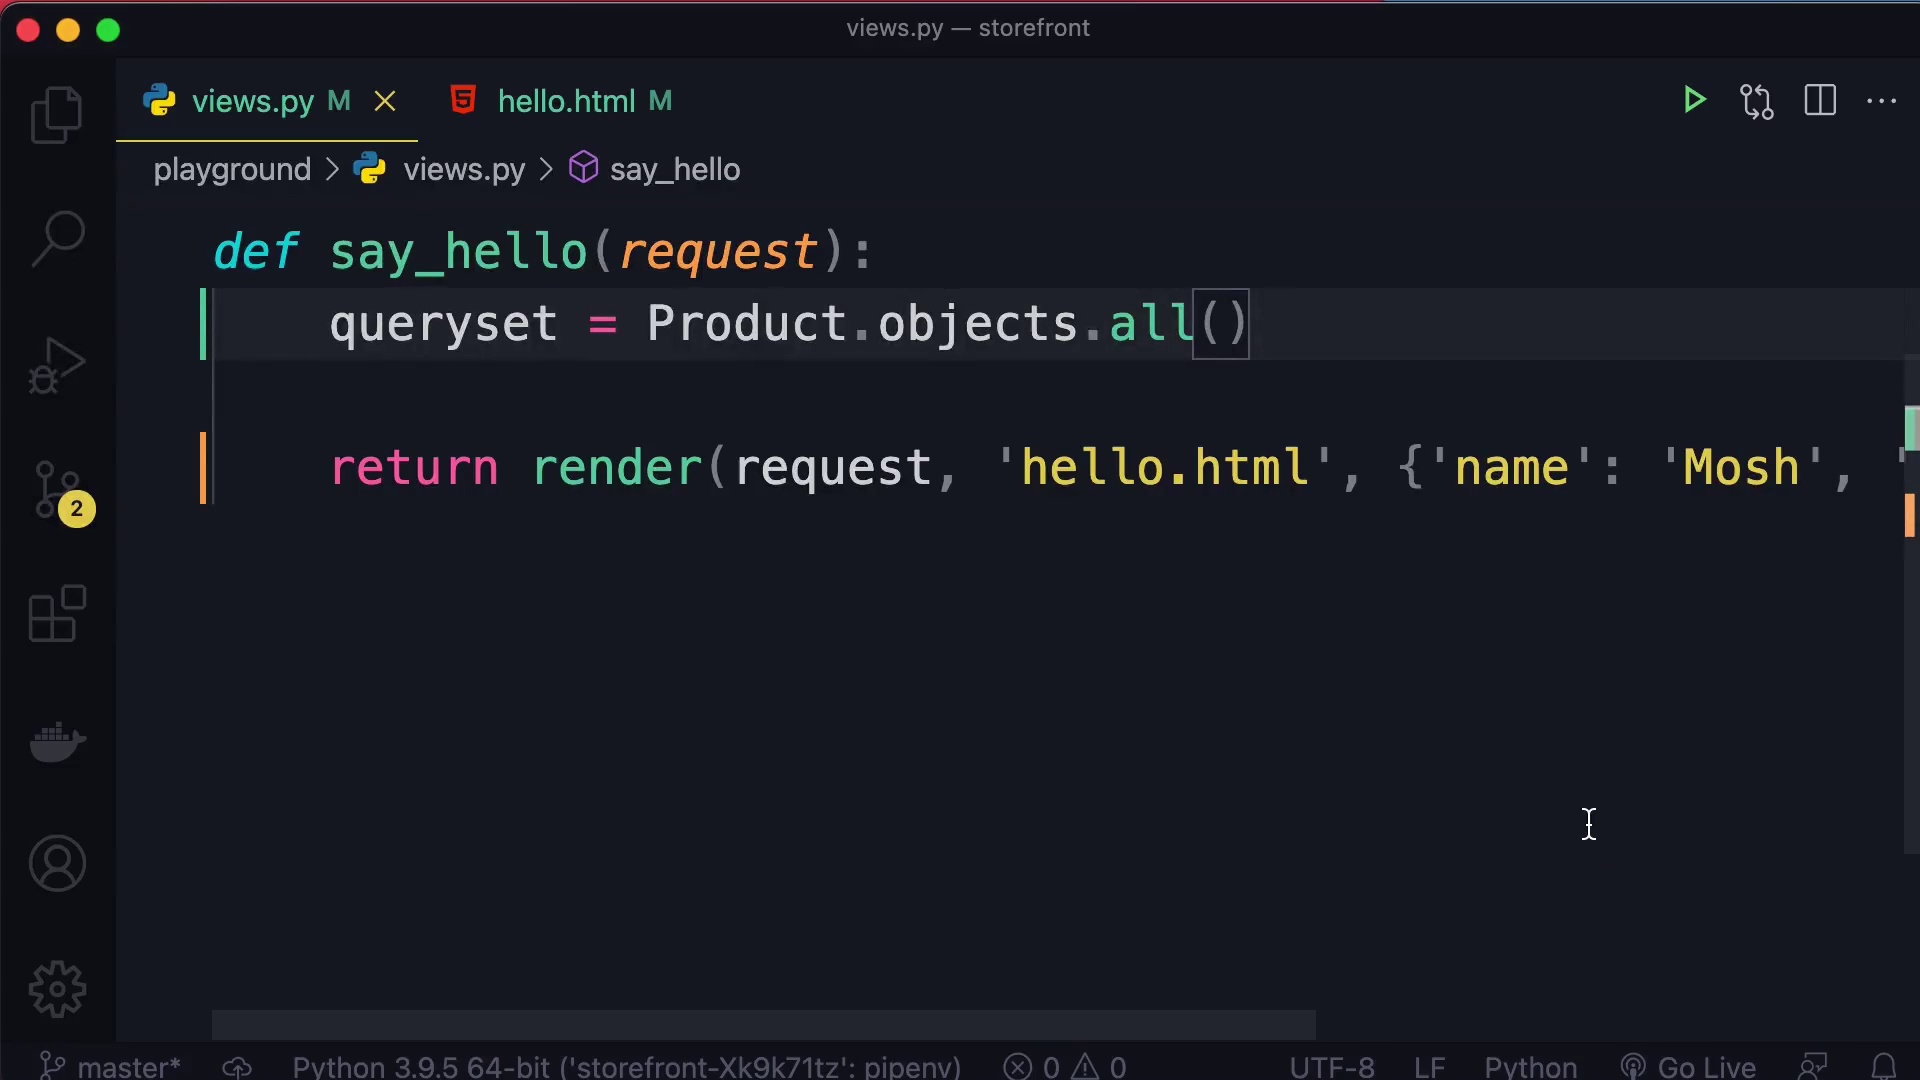 views.py — storefront
views.py M hello.html M
playground > views.py > say_hello
def say_hello(request):
queryset = Product.objects.all()
return render(request, 'hello.html', {'name': 'Mosh', '
2
master* Python 3.9.5 64-bit ('storefront-Xk9k71tz': pipenv) 0 0 UTF-8 LF Python Go Live